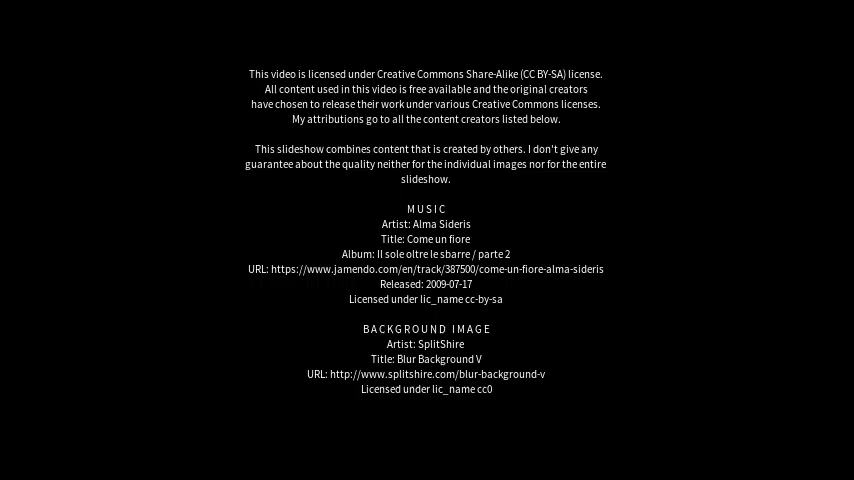 This video is licensed under Creative Commons Share-Alike (CC BY-SA) license.
All content used in this video is free available and the original creators
have chosen to release their work under various Creative Commons licenses.
My attributions go to all the content creators listed below.
This slideshow combines content that is created by others. I don't give any
guarantee about the quality neither for the individual images nor for the entire
slideshow.
MUSIC
Artist: Alma Sideris
Title: Come un fiore
Album: Il sole oltre le sbarre / parte 2
URL: https://www.jamendo.com/en/track/387500/come-un-fiore-alma-sideris
Released: 2009-07-17
Licensed under lic_name cc-by-sa
BACKGROUND IMAGE
Artist: SplitShire
Title: Blur Background V
URL: http://www.splitshire.com/blur-background-v
Licensed under lic_name cc0